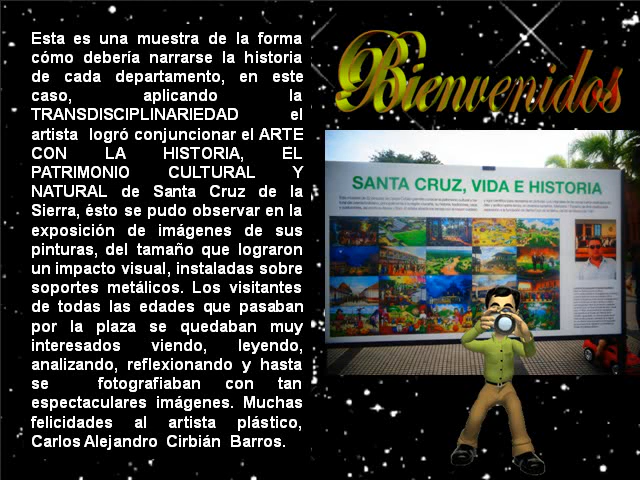 Esta es una muestra de la forma
cómo debería narrarse la historia
de cada departamento, en este
caso, aplicando la
TRANSDISCIPLINARIEDAD el
artista logró conjuncionar el ARTE
CON LA HISTORIA, EL
PATRIMONIO CULTURAL Y
NATURAL de Santa Cruz de la
Sierra, ésto se pudo observar en la
exposición de imágenes de sus
pinturas, del tamaño que lograron
un impacto visual, instaladas sobre
soportes metálicos. Los visitantes
de todas las edades que pasaban
por la plaza se quedaban muy
interesados viendo, leyendo,
analizando, reflexionando y hasta
se fotografiaban con tan
espectaculares imágenes. Muchas
felicidades al artista plástico,
Carlos Alejandro Cirbián Barros.
Bienvenidos
SANTA CRUZ, VIDA E HISTORIA